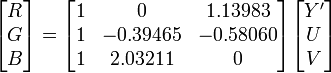 [R G B] = [1 0 1.13983; 1 -0.39465 -0.58060; 1 2.03211 0] [Y' U V]